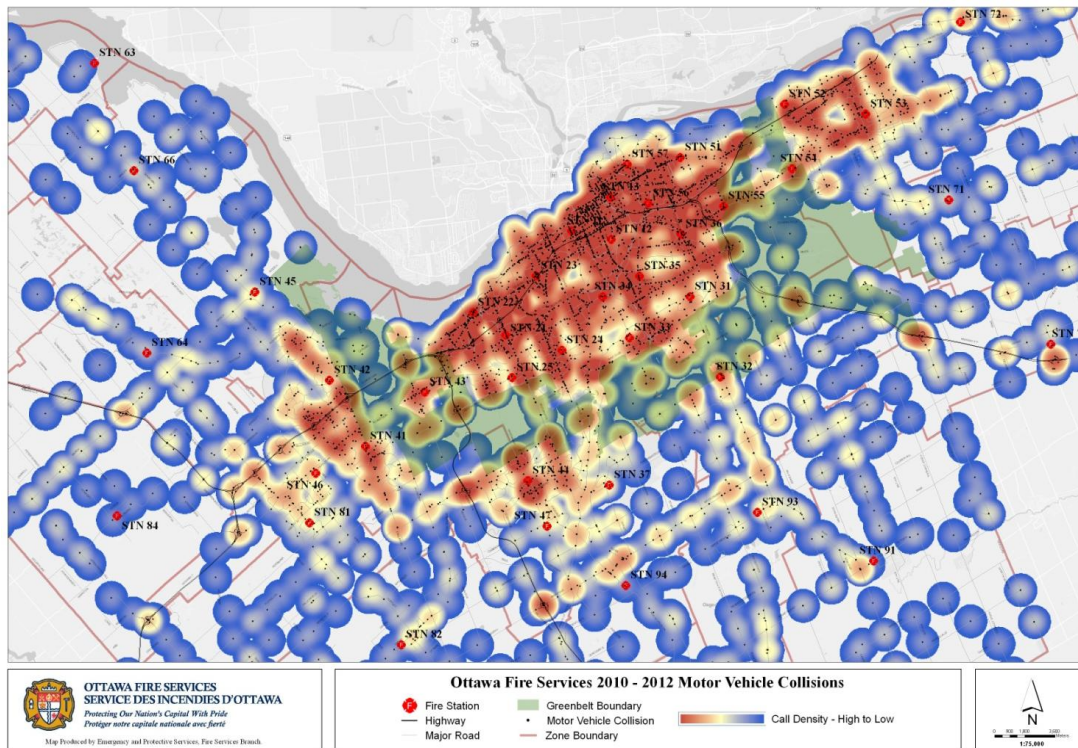 STN 72
STN 63
STN 52
STN 53
STN 51
STN 57
STN 54
STN 66
STN 13
STN 56
STN 55
STN 71
STN 12
STN 36
STN 23
STN 35
STN 45
STN 34
STN 31
STN 22
STN 21
STN 33
STN 24
STN 64
STN 25
STN 32
STN 42
STN 43
STN 41
STN 44
STN 46
STN 37
STN 84
STN 81
STN 47
STN 93
STN 91
STN 94
STN 82
OTTAWA FIRE SERVICES
SERVICE DES INCENDIES D'OTTAWA
Protecting Our Nation's Capital With Pride
Protéger notre capitale nationale avec fierté
Map Produced by Emergency and Protective Services, Fire Services Branch.
Ottawa Fire Services 2010 - 2012 Motor Vehicle Collisions
F Fire Station
Highway
Major Road
Greenbelt Boundary
Motor Vehicle Collision
Zone Boundary
Call Density - High to Low
N
1:75,000